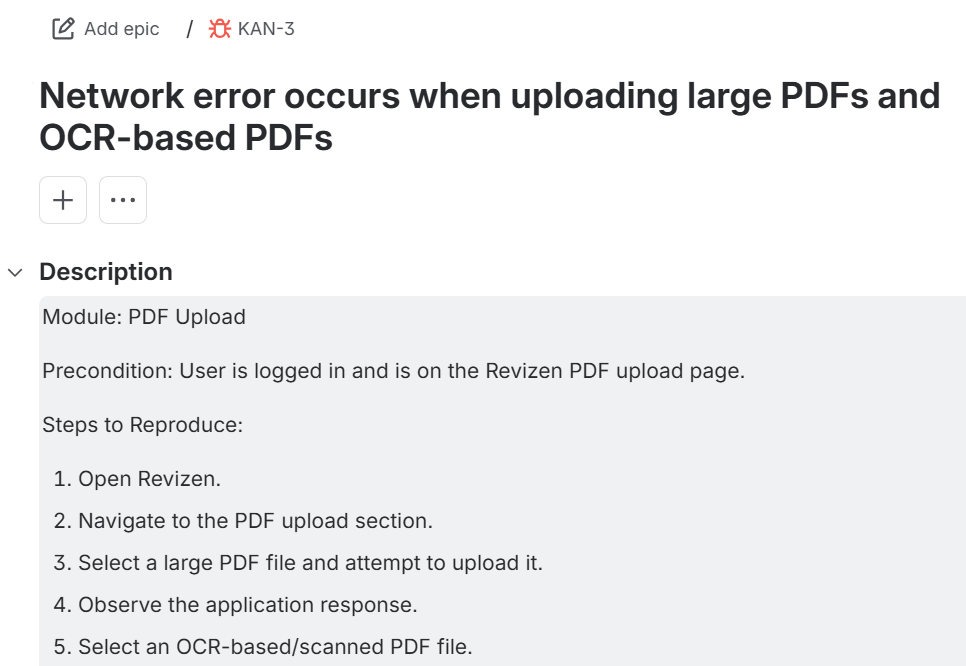 Add epic / KAN-3
Network error occurs when uploading large PDFs and
OCR-based PDFs
Description
Module: PDF Upload
Precondition: User is logged in and is on the Revizen PDF upload page.
Steps to Reproduce:
1. Open Revizen.
2. Navigate to the PDF upload section.
3. Select a large PDF file and attempt to upload it.
4. Observe the application response.
5. Select an OCR-based/scanned PDF file.